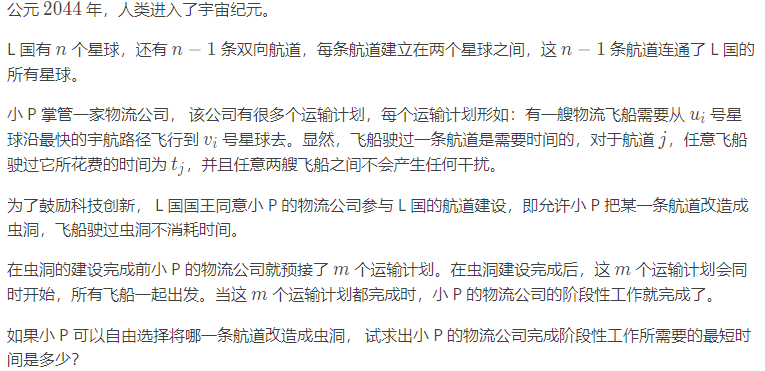 公元 2044 年，人类进入了宇宙纪元。
L 国有 n 个星球，还有 n − 1 条双向航道，每条航道建立在两个星球之间，这 n − 1 条航道连通了 L 国的
所有星球。
小 P 掌管一家物流公司， 该公司有很多个运输计划，每个运输计划形如：有一艘物流飞船需要从 u_i 号星
球沿最快的宇航路径飞行到 v_i 号星球去。显然，飞船驶过一条航道是需要时间的，对于航道 j，任意飞船
驶过它所花费的时间为 t_j，并且任意两艘飞船之间不会产生任何干扰。
为了鼓励科技创新， L 国国王同意小 P 的物流公司参与 L 国的航道建设，即允许小 P 把某一条航道改造成
虫洞，飞船驶过虫洞不消耗时间。
在虫洞的建设完成前小 P 的物流公司就预接了 m 个运输计划。在虫洞建设完成后，这 m 个运输计划会同
时开始，所有飞船一起出发。当这 m 个运输计划都完成时，小 P 的物流公司的阶段性工作就完成了。
如果小 P 可以自由选择将哪一条航道改造成虫洞， 试求出小 P 的物流公司完成阶段性工作所需要的最短时
间是多少？